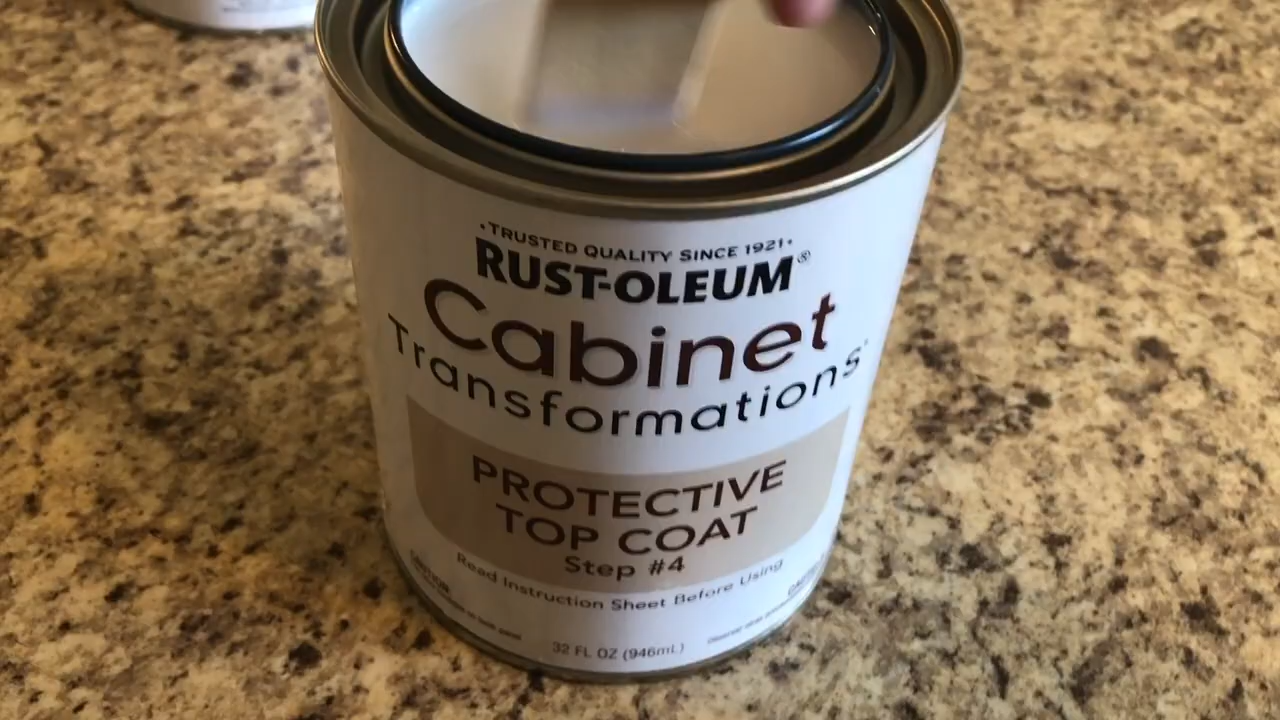 ·TRUSTED QUALITY SINCE 1921·
RUST-OLEUM®
Cabinet
Transformations
PROTECTIVE
TOP COAT
Step #4
Read Instruction Sheet Before Using
CAUTION
32 FL OZ (946mL)